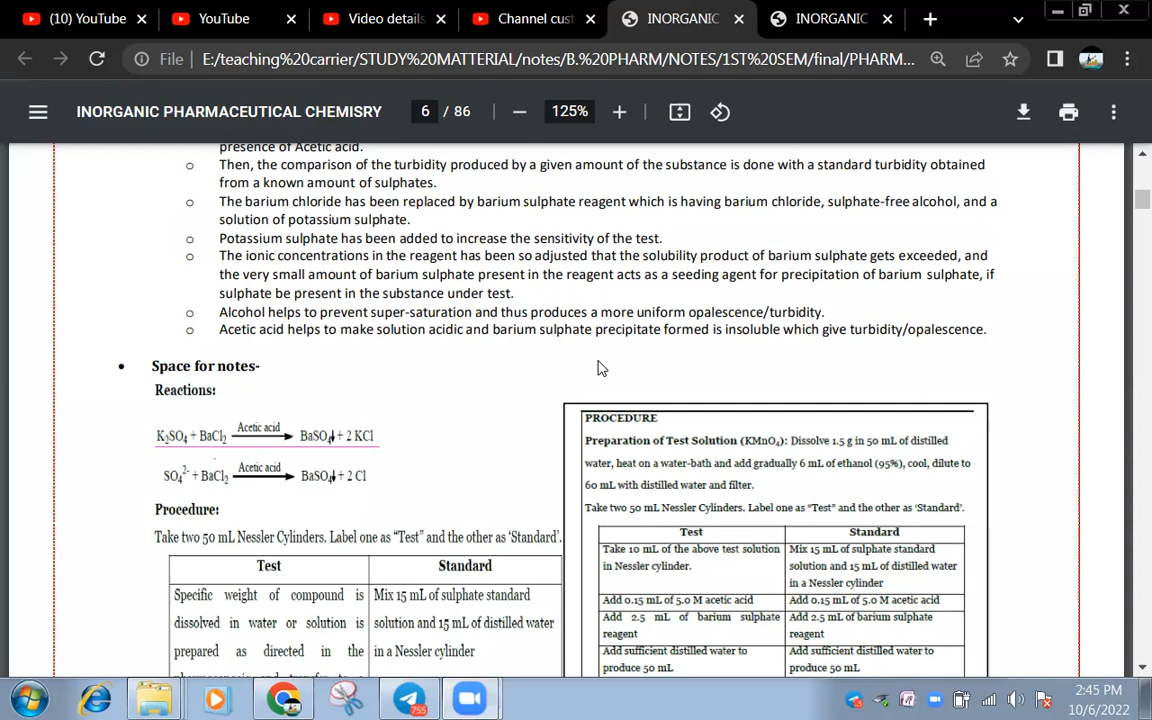 (10) YouTube
YouTube
Video details
Channel cust
INORGANIC
INORGANIC
File
E:/teaching%20carrier/STUDY%20MATTERIAL/notes/B.%20PHARM/NOTES/1ST%20SEM/final/PHARM...
INORGANIC PHARMACEUTICAL CHEMISRY
6 / 86
125%
presence of Acetic acid.
o Then, the comparison of the turbidity produced by a given amount of the substance is done with a standard turbidity obtained
from a known amount of sulphates.
o The barium chloride has been replaced by barium sulphate reagent which is having barium chloride, sulphate-free alcohol, and a
solution of potassium sulphate.
o Potassium sulphate has been added to increase the sensitivity of the test.
o The ionic concentrations in the reagent has been so adjusted that the solubility product of barium sulphate gets exceeded, and
the very small amount of barium sulphate present in the reagent acts as a seeding agent for precipitation of barium sulphate, if
sulphate be present in the substance under test.
o Alcohol helps to prevent super-saturation and thus produces a more uniform opalescence/turbidity.
o Acetic acid helps to make solution acidic and barium sulphate precipitate formed is insoluble which give turbidity/opalescence.
• Space for notes-
Reactions:
Acetic acid
K₂SO₄ + BaCl₂ → BaSO₄↓ + 2 KCl
Acetic acid
SO₄²⁻ + BaCl₂ → BaSO₄↓ + 2 Cl
Procedure:
Take two 50 mL Nessler Cylinders. Label one as “Test” and the other as ‘Standard’.
Test
Standard
Specific weight of compound is
dissolved in water or solution is
prepared as directed in the
Mix 15 mL of sulphate standard
solution and 15 mL of distilled water
in a Nessler cylinder
PROCEDURE
Preparation of Test Solution (KMnO₄): Dissolve 1.5 g in 50 mL of distilled
water, heat on a water-bath and add gradually 6 mL of ethanol (95%), cool, dilute to
60 mL with distilled water and filter.
Take two 50 mL Nessler Cylinders. Label one as “Test” and the other as ‘Standard’.
Test
Standard
Take 10 mL of the above test solution
in Nessler cylinder.
Mix 15 mL of sulphate standard
solution and 15 mL of distilled water
in a Nessler cylinder
Add 0.15 mL of 5.0 M acetic acid
Add 0.15 mL of 5.0 M acetic acid
Add 2.5 mL of barium sulphate
reagent
Add 2.5 mL of barium sulphate
reagent
Add sufficient distilled water to
produce 50 mL
Add sufficient distilled water to
produce 50 mL
755
2:45 PM
10/6/2022